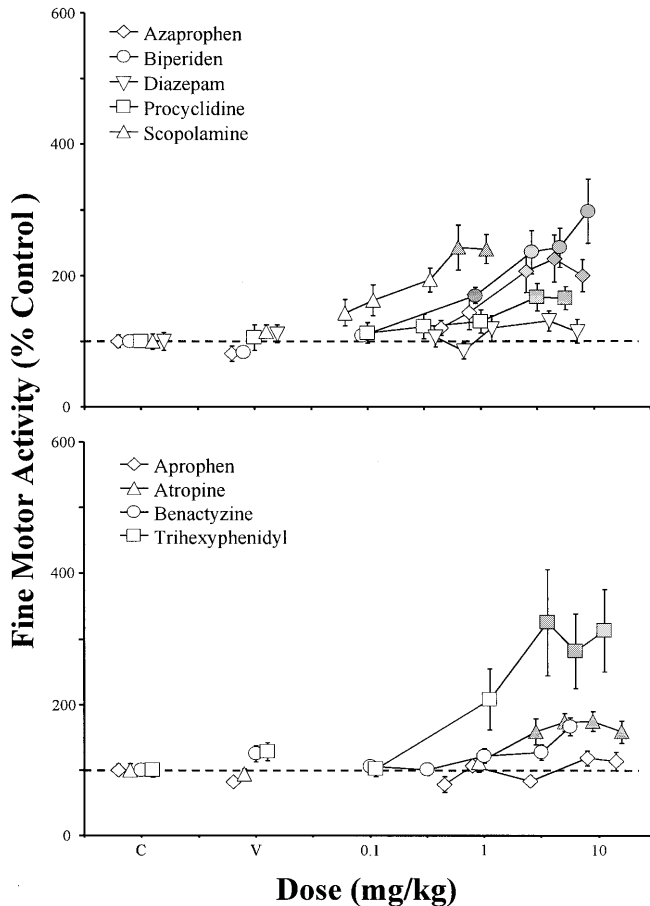 600
400
200
0
Azaprophen
Biperiden
Diazepam
Procyclidine
Scopolamine
Fine Motor Activity (% Control )
600
400
200
0
Aprophen
Atropine
Benactyzine
Trihexyphenidyl
C V 0.1 1 10
Dose (mg/kg)